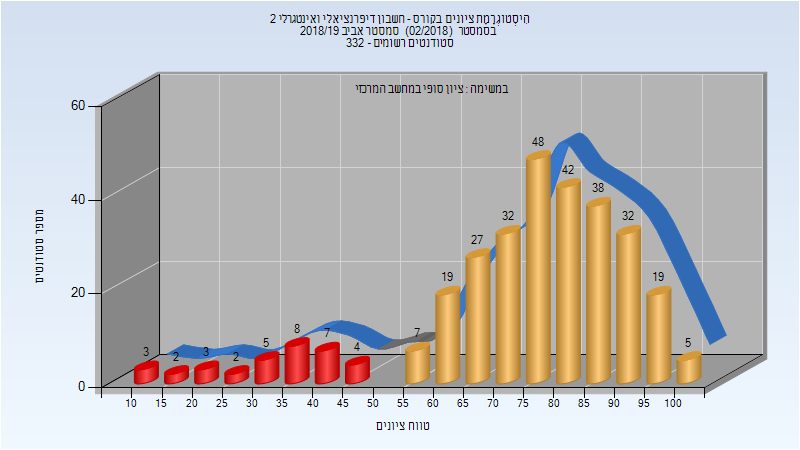 היסטוגרמת ציונים בקורס - חשבון דיפרנציאלי ואינטגרלי 2
בסמסטר (02/2018) סמסטר אביב 2018/19
סטודנטים רשומים - 332
במשימה : ציון סופי במחשב המרכזי
מספר סטודנטים
60
40
20
0
3 2 3 2 5 8 7 4 7 19 27 32 48 42 38 32 19 5
10 15 20 25 30 35 40 45 50 55 60 65 70 75 80 85 90 95 100
טווח ציונים